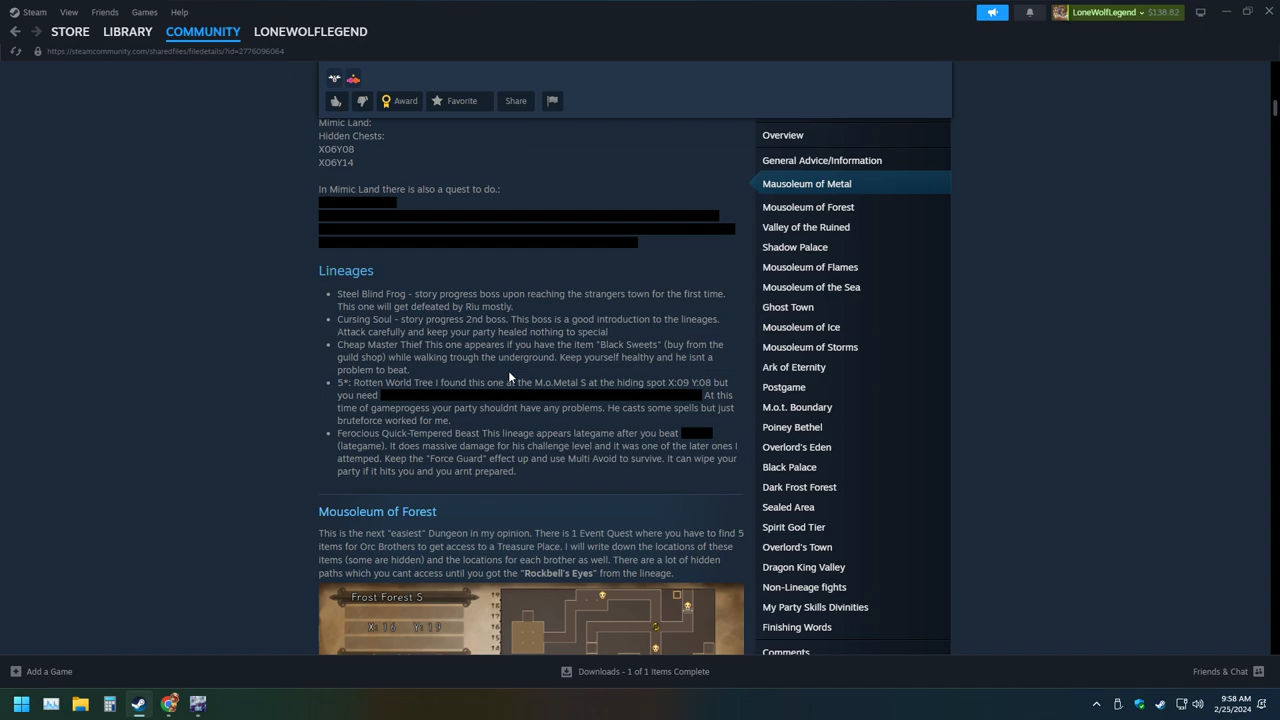 Steam View Friends Games Help
LoneWolfLegend $138.82
STORE LIBRARY COMMUNITY LONEWOLFLEGEND
https://steamcommunity.com/sharedfiles/filedetails/?id=2776096064
Award Favorite Share
Mimic Land:
Hidden Chests:
X06Y08
X06Y14
In Mimic Land there is also a quest to do.:
Lineages
Steel Blind Frog - story progress boss upon reaching the strangers town for the first time.
This one will get defeated by Riu mostly.
Cursing Soul - story progress 2nd boss. This boss is a good introduction to the lineages.
Attack carefully and keep your party healed nothing to special
Cheap Master Thief This one appeares if you have the item "Black Sweets" (buy from the
guild shop) while walking trough the underground. Keep yourself healthy and he isnt a
problem to beat.
5*: Rotten World Tree I found this one at the M.o.Metal S at the hiding spot X:09 Y:08 but
you need At this
time of gameprogess your party shouldnt have any problems. He casts some spells but just
bruteforce worked for me.
Ferocious Quick-Tempered Beast This lineage appears lategame after you beat
(lategame). It does massive damage for his challenge level and it was one of the later ones I
attemped. Keep the "Force Guard" effect up and use Multi Avoid to survive. It can wipe your
party if it hits you and you arnt prepared.
Mousoleum of Forest
This is the next "easiest" Dungeon in my opinion. There is 1 Event Quest where you have to find 5
items for Orc Brothers to get access to a Treasure Place. I will write down the locations of these
items (some are hidden) and the locations for each brother as well. There are a lot of hidden
paths which you cant access until you got the "Rockbell's Eyes" from the lineage.
Frost Forest S
X: 16 Y: 19
Overview
General Advice/Information
Mausoleum of Metal
Mousoleum of Forest
Valley of the Ruined
Shadow Palace
Mousoleum of Flames
Mousoleum of the Sea
Ghost Town
Mousoleum of Ice
Mousoleum of Storms
Ark of Eternity
Postgame
M.o.t. Boundary
Poiney Bethel
Overlord's Eden
Black Palace
Dark Frost Forest
Sealed Area
Spirit God Tier
Overlord's Town
Dragon King Valley
Non-Lineage fights
My Party Skills Divinities
Finishing Words
Comments
Add a Game
Downloads - 1 of 1 Items Complete
Friends & Chat
9:58 AM
2/25/2024